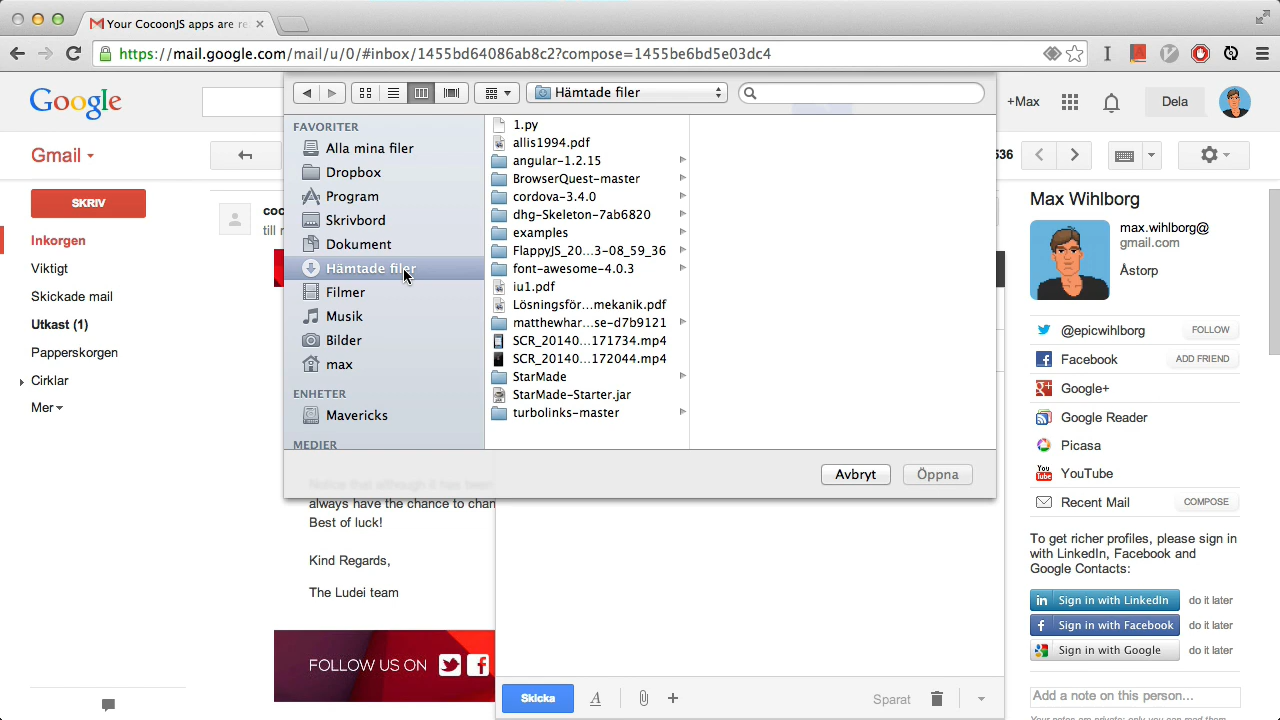 Your CocoonJS apps are re
https://mail.google.com/mail/u/0/#inbox/1455bd64086ab8c2?compose=1455be6bd5e03dc4
Google
+Max
Dela
Hämtade filer
Gmail
536
SKRIV
Inkorgen
Viktigt
Skickade mail
Utkast (1)
Papperskorgen
Cirklar
Mer
coc
till
FAVORITER
Alla mina filer
Dropbox
Program
Skrivbord
Dokument
Hämtade filer
Filmer
Musik
Bilder
max
ENHETER
Mavericks
MEDIER
1.py
allis1994.pdf
angular-1.2.15
BrowserQuest-master
cordova-3.4.0
dhg-Skeleton-7ab6820
examples
FlappyJS_20...3-08_59_36
font-awesome-4.0.3
iu1.pdf
Lösningsför...mekanik.pdf
matthewhar...se-d7b9121
SCR_20140...171734.mp4
SCR_20140...172044.mp4
StarMade
StarMade-Starter.jar
turbolinks-master
Avbryt
Öppna
always have the chance to chan
Best of luck!
Kind Regards,
The Ludei team
FOLLOW US ON
Skicka
Sparat
Max Wihlborg
max.wihlborg@
gmail.com
Åstorp
@epicwihlborg
FOLLOW
Facebook
ADD FRIEND
Google+
Google Reader
Picasa
YouTube
Recent Mail
COMPOSE
To get richer profiles, please sign in
with LinkedIn, Facebook and
Google Contacts:
Sign in with LinkedIn
do it later
Sign in with Facebook
do it later
Sign in with Google
do it later
Add a note on this person...